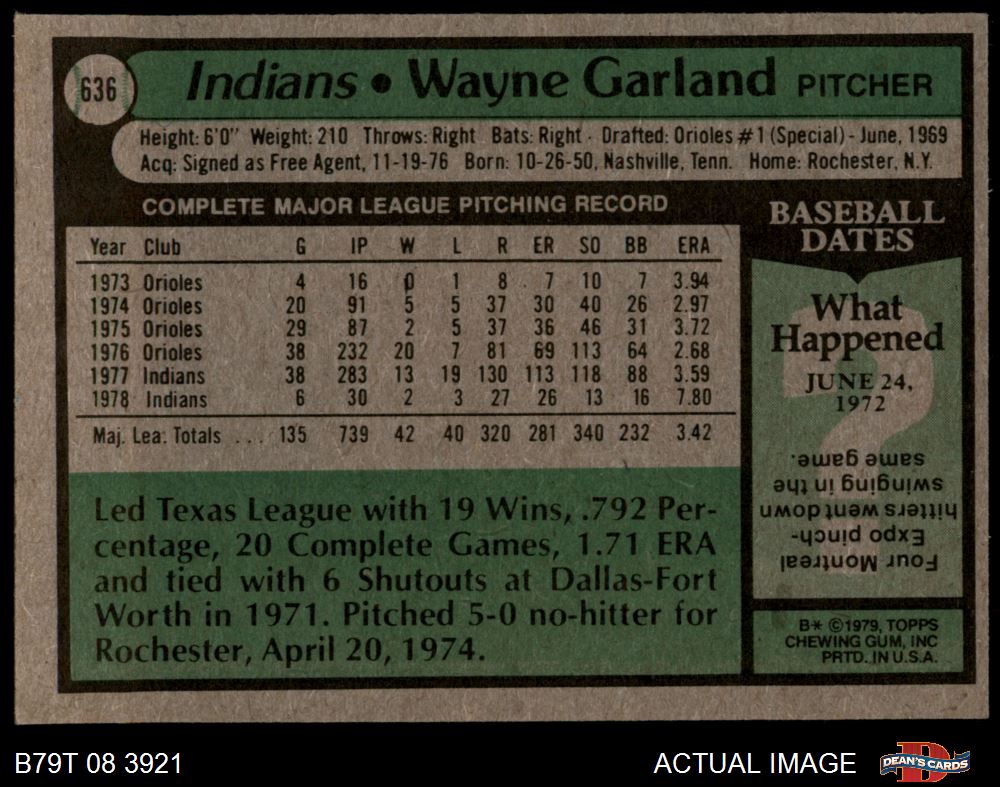 636
Indians • Wayne Garland PITCHER
Height: 6'0" Weight: 210 Throws: Right Bats: Right · Drafted: Orioles #1 (Special) - June, 1969
Acq: Signed as Free Agent, 11-19-76 Born: 10-26-50, Nashville, Tenn. Home: Rochester, N.Y.
COMPLETE MAJOR LEAGUE PITCHING RECORD
Year Club G IP W L R ER SO BB ERA
1973 Orioles 4 16 0 1 8 7 10 7 3.94
1974 Orioles 20 91 5 5 37 30 40 26 2.97
1975 Orioles 29 87 2 5 37 36 46 31 3.72
1976 Orioles 38 232 20 7 81 69 113 64 2.68
1977 Indians 38 283 13 19 130 113 118 88 3.59
1978 Indians 6 30 2 3 27 26 13 16 7.80
Maj. Lea. Totals ... 135 739 42 40 320 281 340 232 3.42
Led Texas League with 19 Wins, .792 Per-
centage, 20 Complete Games, 1.71 ERA
and tied with 6 Shutouts at Dallas-Fort
Worth in 1971. Pitched 5-0 no-hitter for
Rochester, April 20, 1974.
BASEBALL
DATES
What
Happened
JUNE 24,
1972
?
Four Montreal
Expo pinch-
hitters went down
swinging in the
same game.
B* ©1979, TOPPS
CHEWING GUM, INC
PRTD. IN U.S.A.
B79T 08 3921
ACTUAL IMAGE
D
DEAN'S CARDS